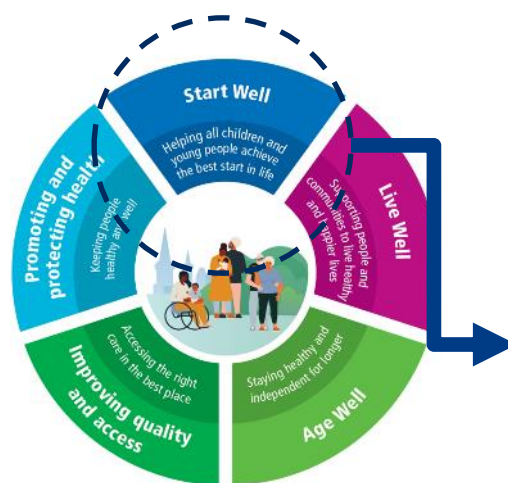 Start Well
Helping all children and
young people achieve
the best start in life
Live Well
Supporting people and
communities to live healthy
and happier lives
Age Well
Staying healthy and
independent for longer
Improving quality
and access
Accessing the right
care in the best place
Promoting and
protecting health
Keeping people
healthy and well